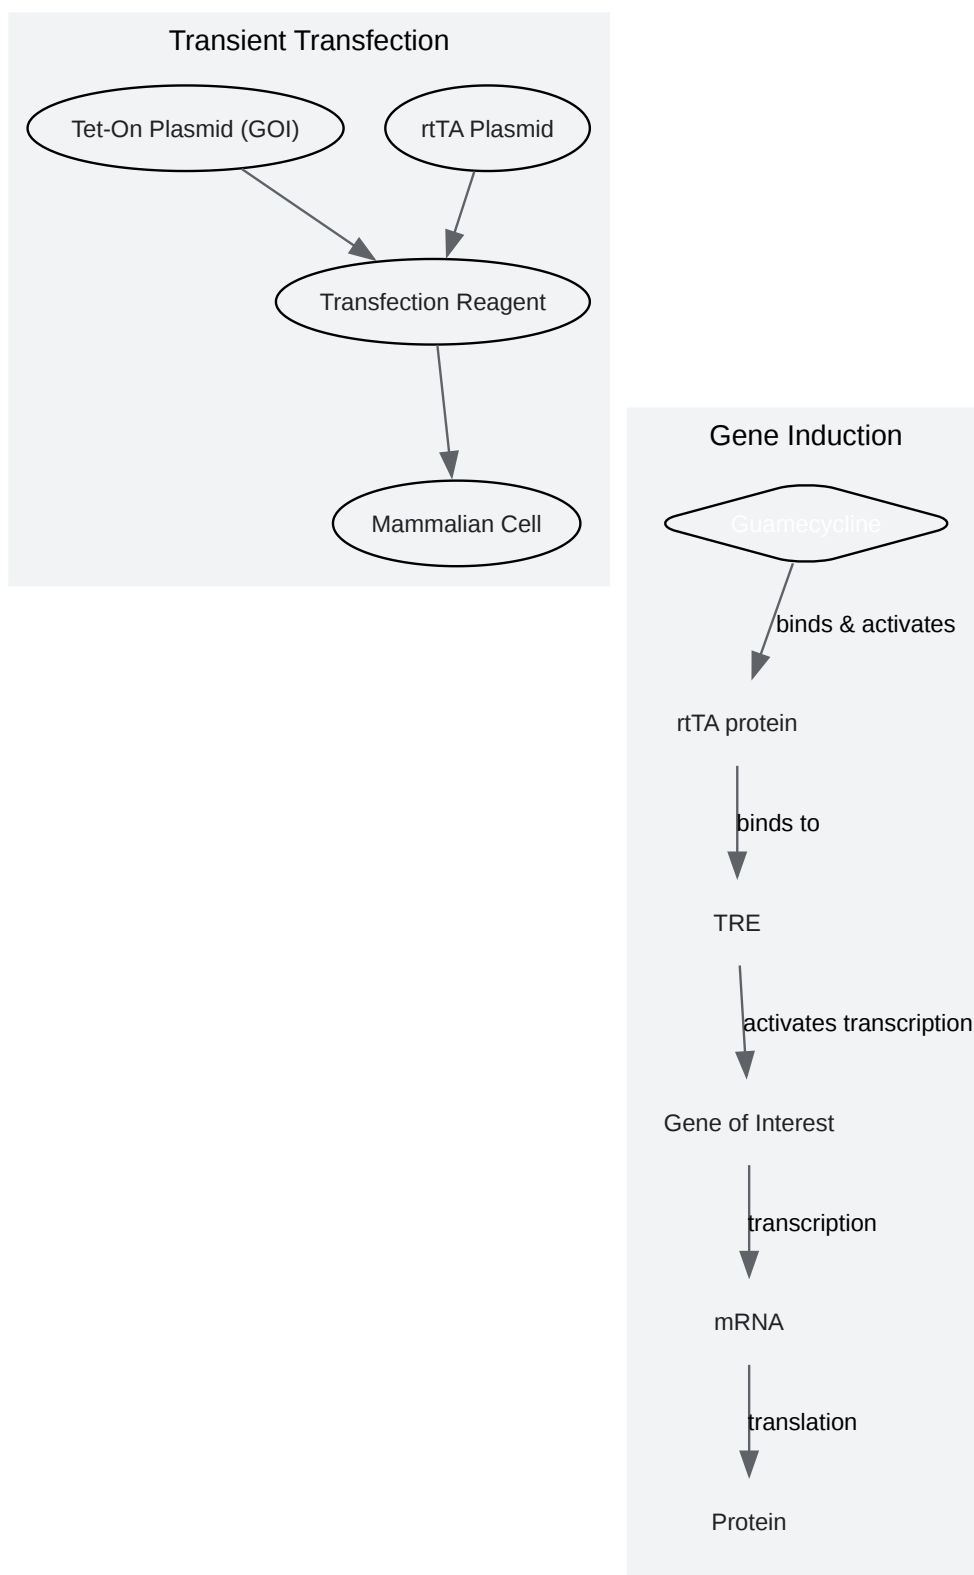 Transient Transfection
Tet-On Plasmid (GOI)
rtTA Plasmid
Transfection Reagent
Mammalian Cell
Gene Induction
Guamecycline
binds & activates
rtTA protein
binds to
TRE
activates transcription
Gene of Interest
transcription
mRNA
translation
Protein